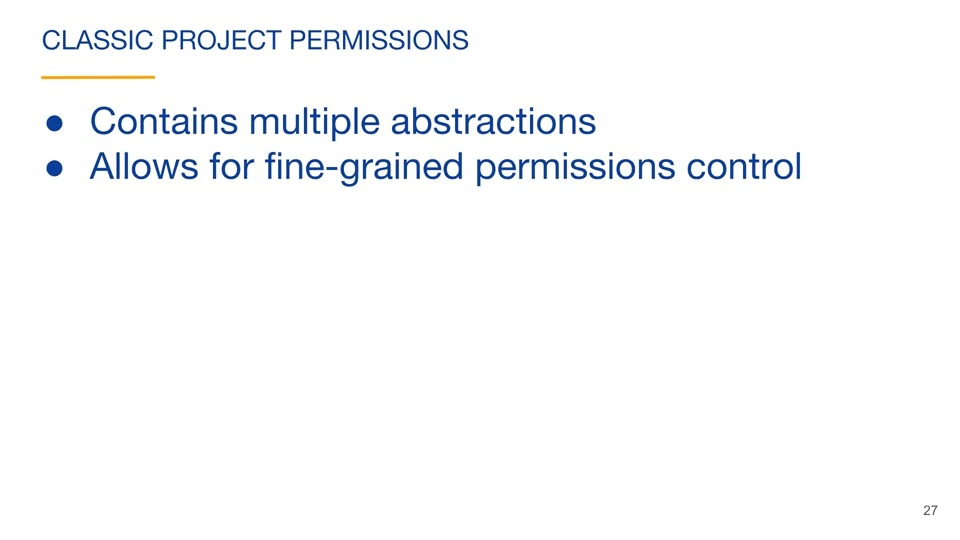 CLASSIC PROJECT PERMISSIONS
● Contains multiple abstractions
● Allows for fine-grained permissions control
27